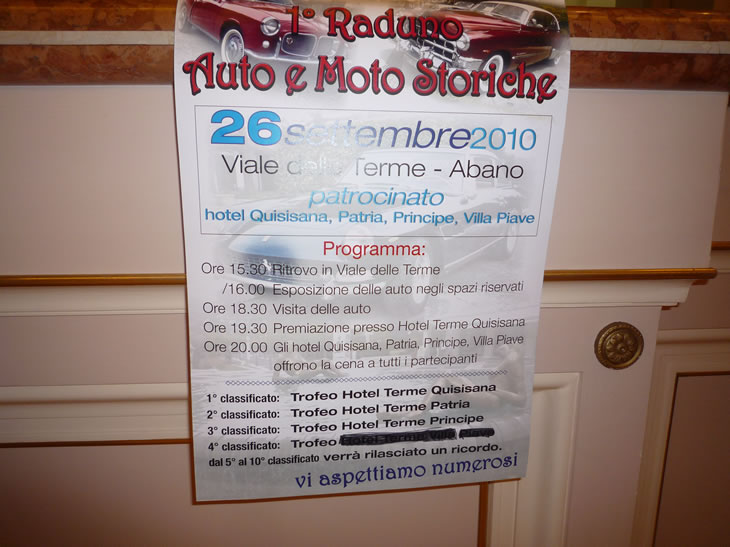 1° Raduno
Auto e Moto Storiche
26 settembre 2010
Viale delle Terme - Abano
patrocinato
hotel Quisisana, Patria, Principe, Villa Piave
Programma:
Ore 15.30 Ritrovo in Viale delle Terme
/16.00 Esposizione delle auto negli spazi riservati
Ore 18.30 Visita delle auto
Ore 19.30 Premiazione presso Hotel Terme Quisisana
Ore 20.00 Gli hotel Quisisana, Patria, Principe, Villa Piave
offrono la cena a tutti i partecipanti
1° classificato: Trofeo Hotel Terme Quisisana
2° classificato: Trofeo Hotel Terme Patria
3° classificato: Trofeo Hotel Terme Principe
4° classificato: Trofeo
dal 5° al 10° classificato verrà rilasciato un ricordo.
vi aspettiamo numerosi